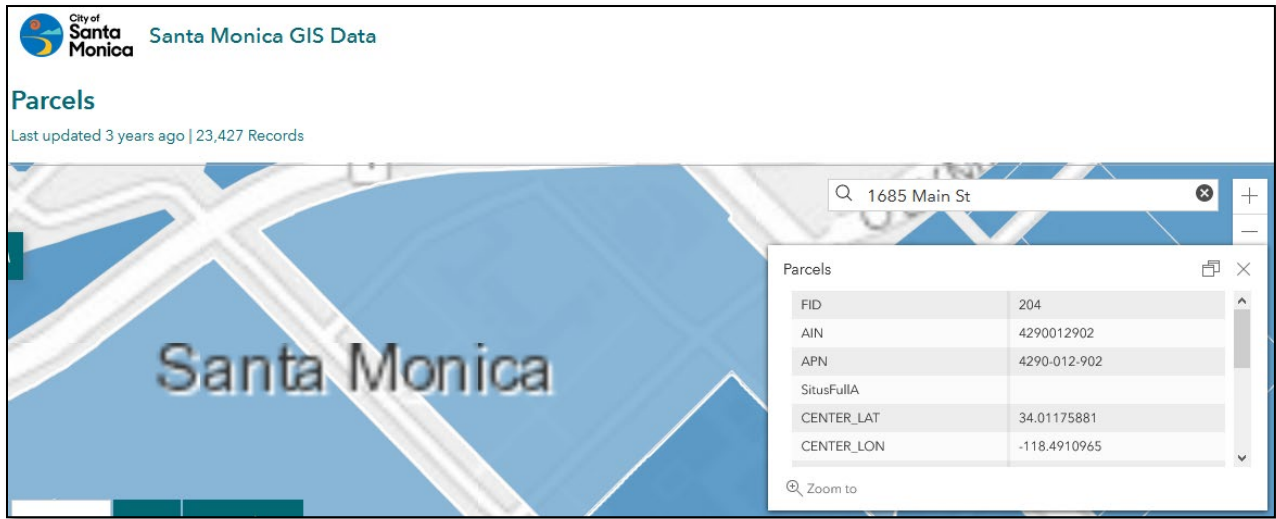 City of
Santa
Monica
Santa Monica GIS Data
Parcels
Last updated 3 years ago | 23,427 Records
1685 Main St
Santa Monica
Parcels
FID 204
AIN 4290012902
APN 4290-012-902
SitusFullA
CENTER_LAT 34.01175881
CENTER_LON -118.4910965
Zoom to